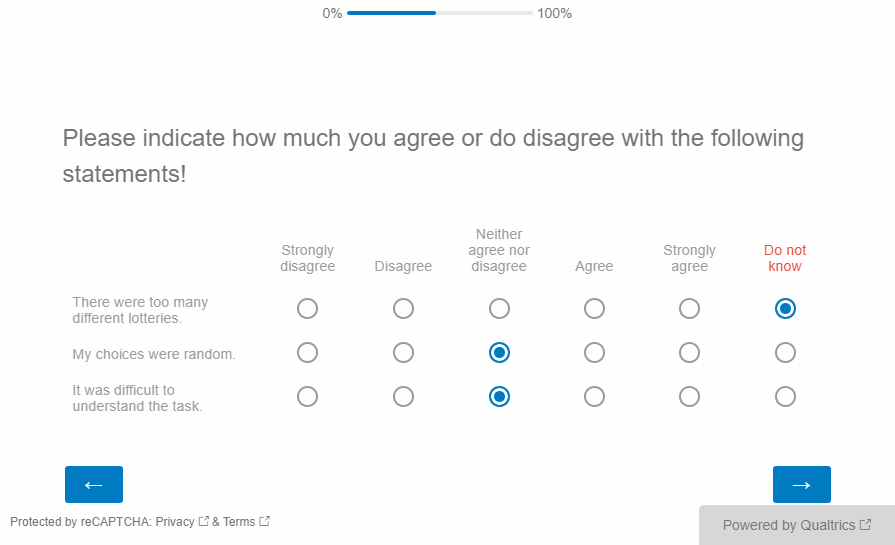 0% 100%
Please indicate how much you agree or do disagree with the following
statements!
Strongly
disagree
Disagree
Neither
agree nor
disagree
Agree
Strongly
agree
Do not
know
There were too many
different lotteries.
My choices were random.
It was difficult to
understand the task.
← →
Protected by reCAPTCHA: Privacy & Terms
Powered by Qualtrics